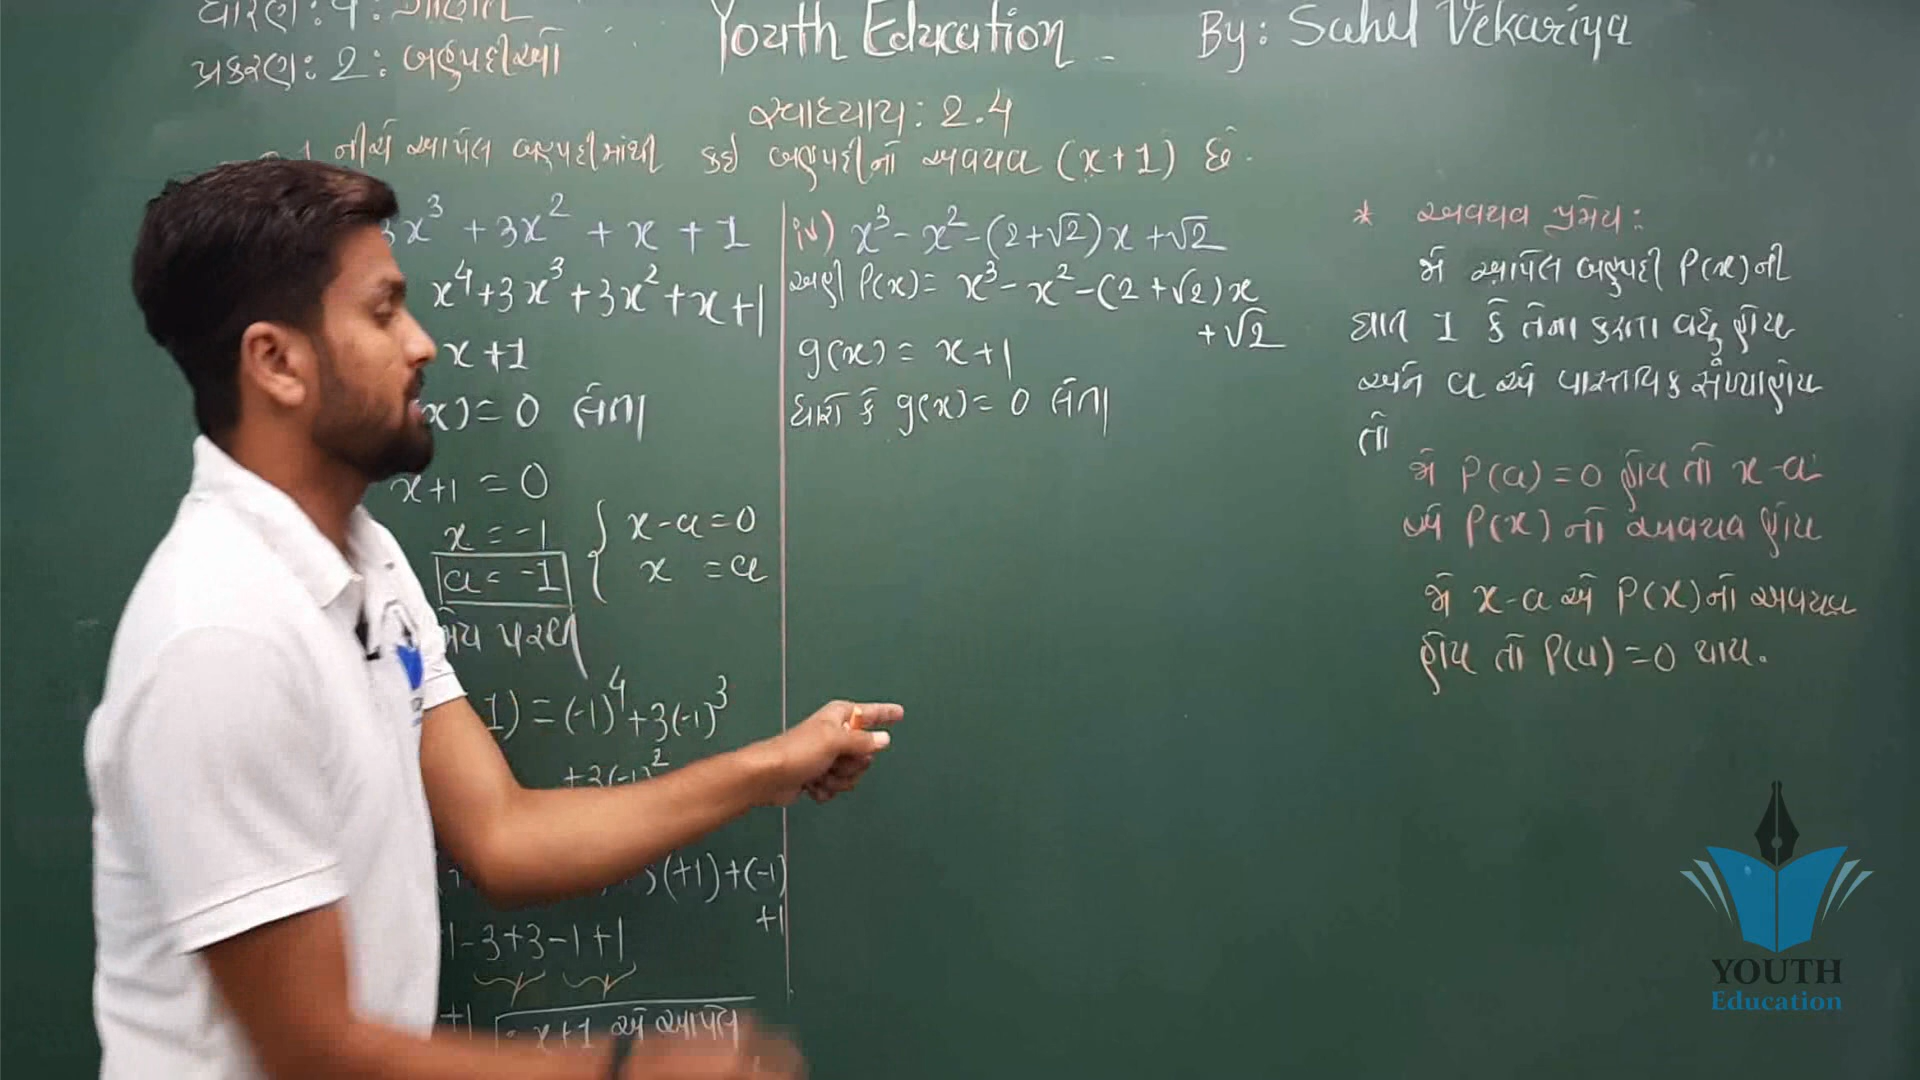 ધોરણ : 9 : ગણિત
પ્રકરણ : 2 : બહુપદીઓ
Youth Education
By : Sahil Vekariya
સ્વાધ્યાય : 2.4
નીચે આપેલ બહુપદીમાંથી કઈ બહુપદીનો અવયવ (x+1) છે.
3x³ + 3x² + x + 1
x⁴ + 3x³ + 3x² + x + 1
x + 1
(x) = 0 લેતા
x+1 = 0
x = -1
a = -1
x - a = 0
x = a
મેય પરથી
1) = (-1)⁴ + 3(-1)³
+3(-1)²
(+1) + (-1)
+1
1 - 3 + 3 - 1 + 1
+1
x+1 એ આપેલ
iv) x³ - x² - (2+√2)x + √2
અહી P(x) = x³ - x² - (2+√2)x
+ √2
g(x) = x + 1
ધારો કે g(x) = 0 લેતા
* અવયવ પ્રમેય :
જો આપેલ બહુપદી P(x) ની
ઘાત 1 કે તેના કરતા વધુ હોય
અને a એ વાસ્તવિક સંખ્યા હોય
તો
જો P(a) = 0 હોય તો x-a
એ P(x) નો અવયવ હોય
જો x-a એ P(x) નો અવયવ
હોય તો P(a) = 0 થાય.
YOUTH
Education